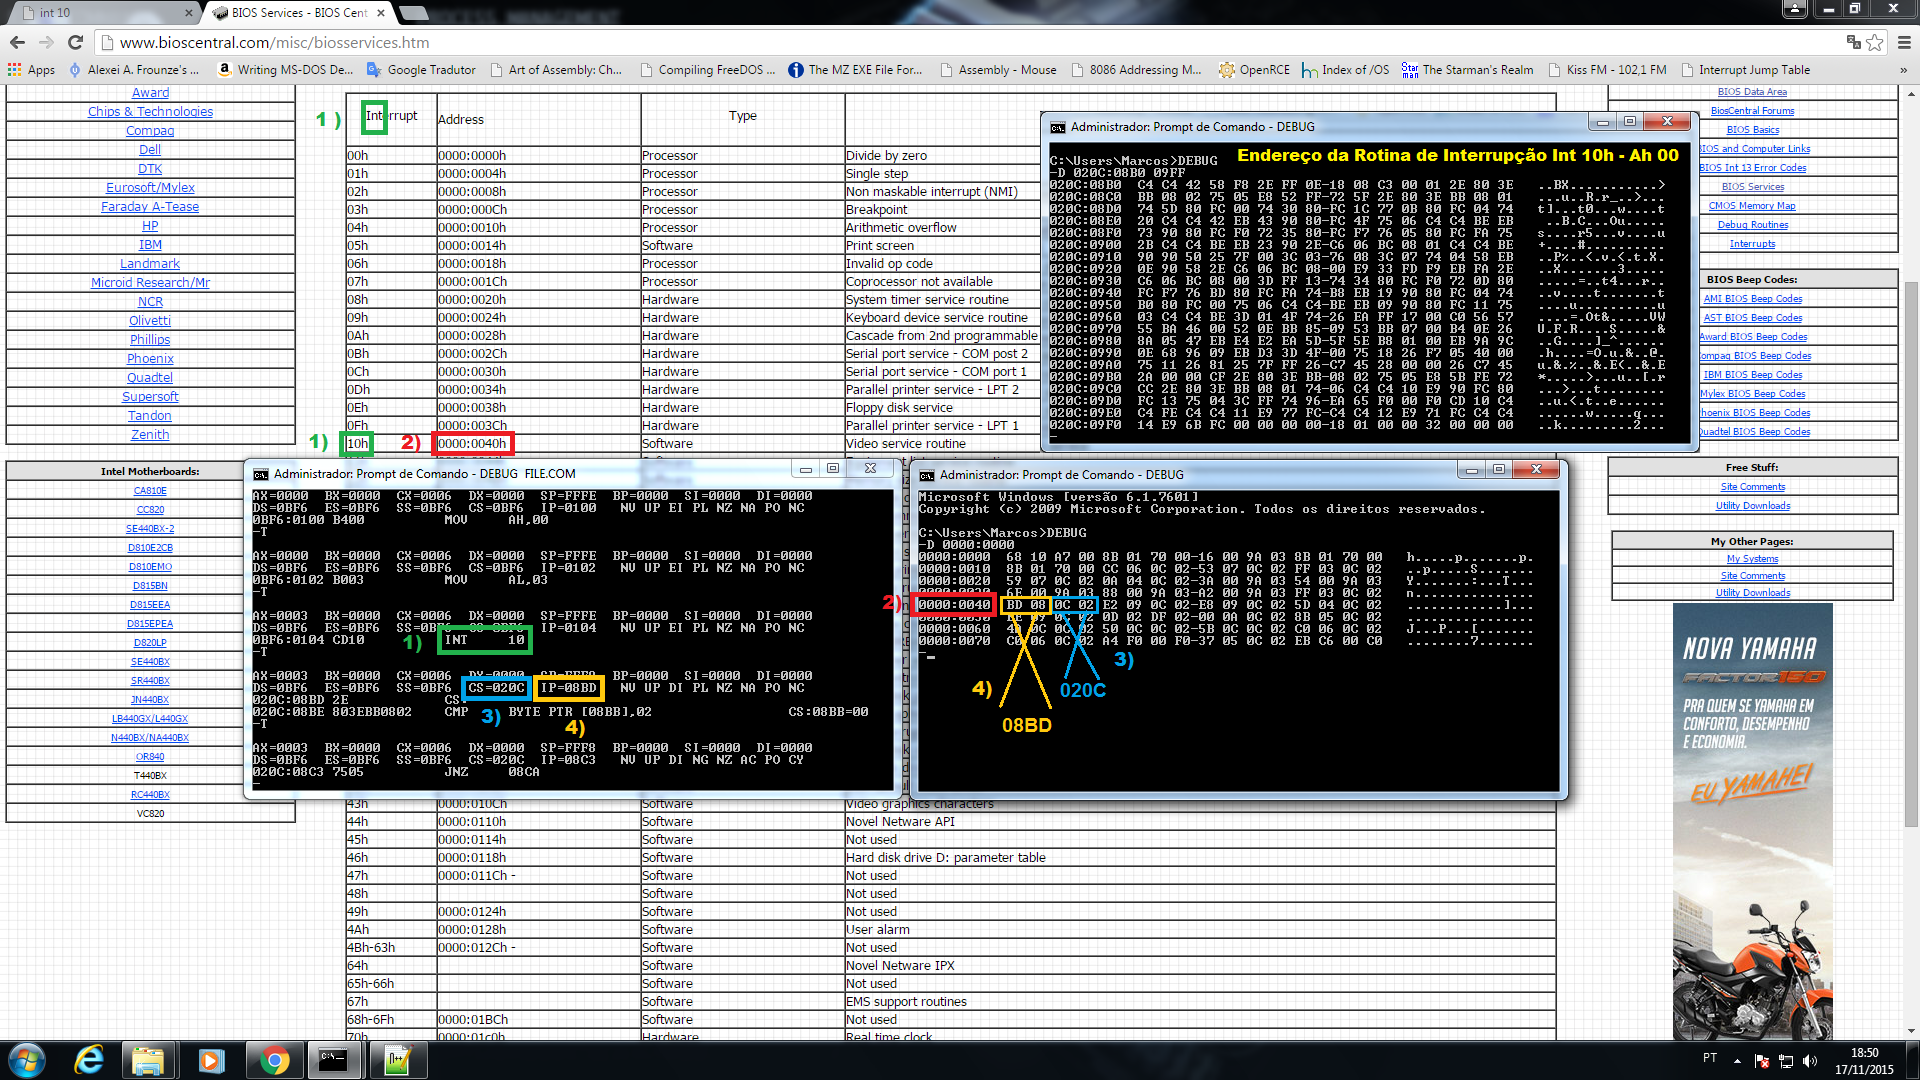 int 10
BIOS Services - BIOS Cent
www.bioscentral.com/misc/biosservices.htm
Apps
Alexei A. Frounze's ...
Writing MS-DOS De...
Google Tradutor
Art of Assembly: Ch...
Compiling FreeDOS ...
The MZ EXE File For...
Assembly - Mouse
8086 Addressing M...
OpenRCE
Index of /OS
The Starman's Realm
Kiss FM - 102,1 FM
Interrupt Jump Table
»
Award
Chips & Technologies
Compaq
Dell
DTK
Eurosoft/Mylex
Faraday A-Tease
HP
IBM
Landmark
Microid Research/Mr
NCR
Olivetti
Phillips
Phoenix
Quadtel
Supersoft
Tandon
Zenith
Intel Motherboards:
CA810E
CC820
SE440BX-2
D810E2CB
D810EMO
D815BN
D815EEA
D815EPEA
D820LP
SE440BX
SR440BX
JN440BX
LB440GX/L440GX
N440BX/NA440BX
OR840
T440BX
RC440BX
VC820
1 )
Interrupt Address Type
00h 0000:0000h Processor Divide by zero
01h 0000:0004h Processor Single step
02h 0000:0008h Processor Non maskable interrupt (NMI)
03h 0000:000Ch Processor Breakpoint
04h 0000:0010h Processor Arithmetic overflow
05h 0000:0014h Software Print screen
06h 0000:0018h Processor Invalid op code
07h 0000:001Ch Processor Coprocessor not available
08h 0000:0020h Hardware System timer service routine
09h 0000:0024h Hardware Keyboard device service routine
0Ah 0000:0028h Hardware Cascade from 2nd programmable
0Bh 0000:002Ch Hardware Serial port service - COM post 2
0Ch 0000:0030h Hardware Serial port service - COM port 1
0Dh 0000:0034h Hardware Parallel printer service - LPT 2
0Eh 0000:0038h Hardware Floppy disk service
0Fh 0000:003Ch Hardware Parallel printer service - LPT 1
1) 10h 2) 0000:0040h Software Video service routine
Administrador: Prompt de Comando - DEBUG
C:\Users\Marcos>DEBUG Endereço da Rotina de Interrupção Int 10h - Ah 00
-D 020C:08B0 09FF
020C:08B0 C4 C4 42 58 F8 2E FF 0E-18 08 C3 00 01 2E 80 3E ..BX...........>
020C:08C0 BB 08 02 75 05 E8 52 FF-72 5F 2E 80 3E BB 08 01 ...u..R.r_..>...
020C:08D0 74 5D 80 FC 00 74 30 80-FC 1C 77 0B 80 FC 04 74 t]...t0...w....t
020C:08E0 20 C4 C4 42 EB 43 90 80-FC 4F 75 06 C4 C4 BE EB ...B.C...Ou.....
020C:08F0 73 90 80 FC F0 72 35 80-FC F7 76 05 80 FC FA 75 s....r5...v....u
020C:0900 2B C4 C4 BE EB 23 90 2E-C6 06 BC 08 01 C4 C4 BE +....#..........
020C:0910 90 90 50 25 7F 00 3C 03-76 08 3C 07 74 04 58 EB ..P%..<.v.<.t.X.
020C:0920 0E 90 58 2E C6 06 BC 08-00 E9 33 FD F9 EB FA 2E ..X.......3.....
020C:0930 C6 06 BC 08 00 3D FF 13-74 34 80 FC F0 72 0D 80 .....=..t4...r..
020C:0940 FC F7 76 BD 80 FC FA 74-B8 EB 19 90 80 FC 04 74 ..v....t.......t
020C:0950 B0 80 FC 00 75 06 C4 C4-BE EB 09 90 80 FC 11 75 ....u..........u
020C:0960 03 C4 C4 BE 3D 01 4F 74-26 EA FF 17 00 C0 56 57 ....=.Ot&.....VW
020C:0970 55 BA 46 00 52 0E BB 85-09 53 BB 07 00 B4 0E 26 U.F.R....S.....&
020C:0980 8A 05 47 EB E4 E2 EA 5D-5F 5E B8 01 00 EB 9A 9C ..G....]_^......
020C:0990 0E 68 96 09 EB D3 3D 4F-00 75 18 26 F7 05 40 00 .h....=O.u.&..@.
020C:09A0 75 11 26 81 25 7F FF 26-C7 45 28 00 00 26 C7 45 u.&.%..&.E(..&.E
020C:09B0 2A 00 00 CF 2E 80 3E BB-08 02 75 05 E8 5B FE 72 *.....>...u..[.r
020C:09C0 CC 2E 80 3E BB 08 01 74-06 C4 C4 10 E9 90 FC 80 ...>...t........
020C:09D0 FC 13 75 04 3C FF 74 96-EA 65 F0 00 F0 CD 10 C4 ..u.<.t..e......
020C:09E0 C4 FE C4 C4 11 E9 77 FC-C4 C4 12 E9 71 FC C4 C4 ......w.....q...
020C:09F0 14 E9 6B FC 00 00 00 00-18 01 00 00 32 00 00 00 ..k.........2...
-
Administrador: Prompt de Comando - DEBUG FILE.COM
AX=0000 BX=0000 CX=0006 DX=0000 SP=FFFE BP=0000 SI=0000 DI=0000
DS=0BF6 ES=0BF6 SS=0BF6 CS=0BF6 IP=0100 NV UP EI PL NZ NA PO NC
0BF6:0100 B400 MOV AH,00
-T
AX=0000 BX=0000 CX=0006 DX=0000 SP=FFFE BP=0000 SI=0000 DI=0000
DS=0BF6 ES=0BF6 SS=0BF6 CS=0BF6 IP=0102 NV UP EI PL NZ NA PO NC
0BF6:0102 B003 MOV AL,03
-T
AX=0003 BX=0000 CX=0006 DX=0000 SP=FFFE BP=0000 SI=0000 DI=0000
DS=0BF6 ES=0BF6 SS=0BF6 CS=0BF6 IP=0104 NV UP EI PL NZ NA PO NC
0BF6:0104 CD10 1) INT 10
-T
AX=0003 BX=0000 CX=0006 DX=0000 SP=FFF8 BP=0000 SI=0000 DI=0000
DS=0BF6 ES=0BF6 SS=0BF6 CS=020C IP=08BD NV UP DI PL NZ NA PO NC
020C:08BD 2E CS:
020C:08BE 803EBB0802 CMP BYTE PTR [08BB],02 CS:08BB=00
3) 4)
-T
AX=0003 BX=0000 CX=0006 DX=0000 SP=FFF8 BP=0000 SI=0000 DI=0000
DS=0BF6 ES=0BF6 SS=0BF6 CS=020C IP=08C3 NV UP DI NG NZ AC PO CY
020C:08C3 7505 JNZ 08CA
-
Administrador: Prompt de Comando - DEBUG
Microsoft Windows [versão 6.1.7601]
Copyright (c) 2009 Microsoft Corporation. Todos os direitos reservados.
C:\Users\Marcos>DEBUG
-D 0000:0000
0000:0000 68 10 A7 00 8B 01 70 00-16 00 9A 03 8B 01 70 00 h.....p.......p.
0000:0010 8B 01 70 00 CC 06 0C 02-53 07 0C 02 FF 03 0C 02 ..p.....S.......
0000:0020 59 07 0C 02 0A 04 0C 02-3A 00 9A 03 54 00 9A 03 Y.......:...T...
6E 00 9A 03 88 00 9A 03-A2 00 9A 03 FF 03 0C 02 n...............
2) 0000:0040 BD 08 0C 02 E2 09 0C 02-E8 09 0C 02 5D 04 0C 02 ............]...
09 0C 02 0D 02 DF 02-00 0A 0C 02 8B 05 0C 02
0000:0060 0C 02 50 0C 0C 02-5B 0C 0C 02 C0 06 0C 02 J...P...[.......
0000:0070 C0 06 0C 02 A4 F0 00 F0-37 05 0C 02 EB C6 00 C0 ........7.......
-
3)
020C
4)
08BD
43h 010Ch Software Video graphics characters
44h 0000:0110h Software Novel Netware API
45h 0000:0114h Software Not used
46h 0000:0118h Software Hard disk drive D: parameter table
47h 0000:011Ch - Software Not used
48h Software Not used
49h 0000:0124h Software Not used
4Ah 0000:0128h Software User alarm
4Bh-63h 0000:012Ch - Software Not used
64h Software Novel Netware IPX
65h-66h Software Not used
67h Software EMS support routines
68h-6Fh 0000:01BCh Software Not used
70h 0000:01c0h Hardware Real time clock
BIOS Data Area
BiosCentral Forums
BIOS Basics
BIOS and Computer Links
BIOS Int 13 Error Codes
BIOS Services
CMOS Memory Map
Debug Routines
Interrupts
BIOS Beep Codes:
AMI BIOS Beep Codes
AST BIOS Beep Codes
Award BIOS Beep Codes
Compaq BIOS Beep Codes
IBM BIOS Beep Codes
Mylex BIOS Beep Codes
Phoenix BIOS Beep Codes
Quadtel BIOS Beep Codes
Free Stuff:
Site Comments
Utility Downloads
My Other Pages:
My Systems
Site Comments
Utility Downloads
NOVA YAMAHA
FACTOR 150
PRA QUEM SE YAMAHA EM
CONFORTO, DESEMPENHO
E ECONOMIA.
EU YAMAHEI
PT
18:50
17/11/2015